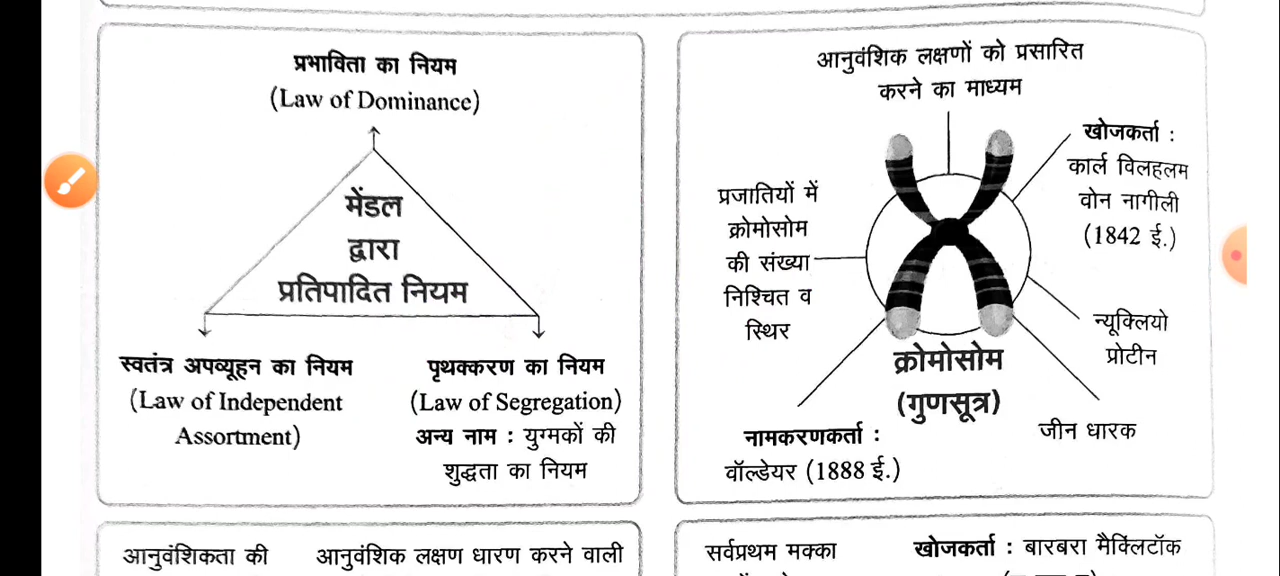 प्रभाविता का नियम
(Law of Dominance)
मेंडल
द्वारा
प्रतिपादित नियम
स्वतंत्र अपव्यूहन का नियम
(Law of Independent
Assortment)
पृथक्करण का नियम
(Law of Segregation)
अन्य नाम : युग्मकों की
शुद्धता का नियम
आनुवंशिक लक्षणों को प्रसारित
करने का माध्यम
खोजकर्ता :
कार्ल विलहलम
वोन नागीली
(1842 ई.)
प्रजातियों में
क्रोमोसोम
की संख्या
निश्चित व
स्थिर
न्यूक्लियो
प्रोटीन
क्रोमोसोम
(गुणसूत्र)
नामकरणकर्ता :
वॉल्डेयर (1888 ई.)
जीन धारक
आनुवंशिकता की
आनुवंशिक लक्षण धारण करने वाली
सर्वप्रथम मक्का
खोजकर्ता : बारबरा मैक्लिंटॉक